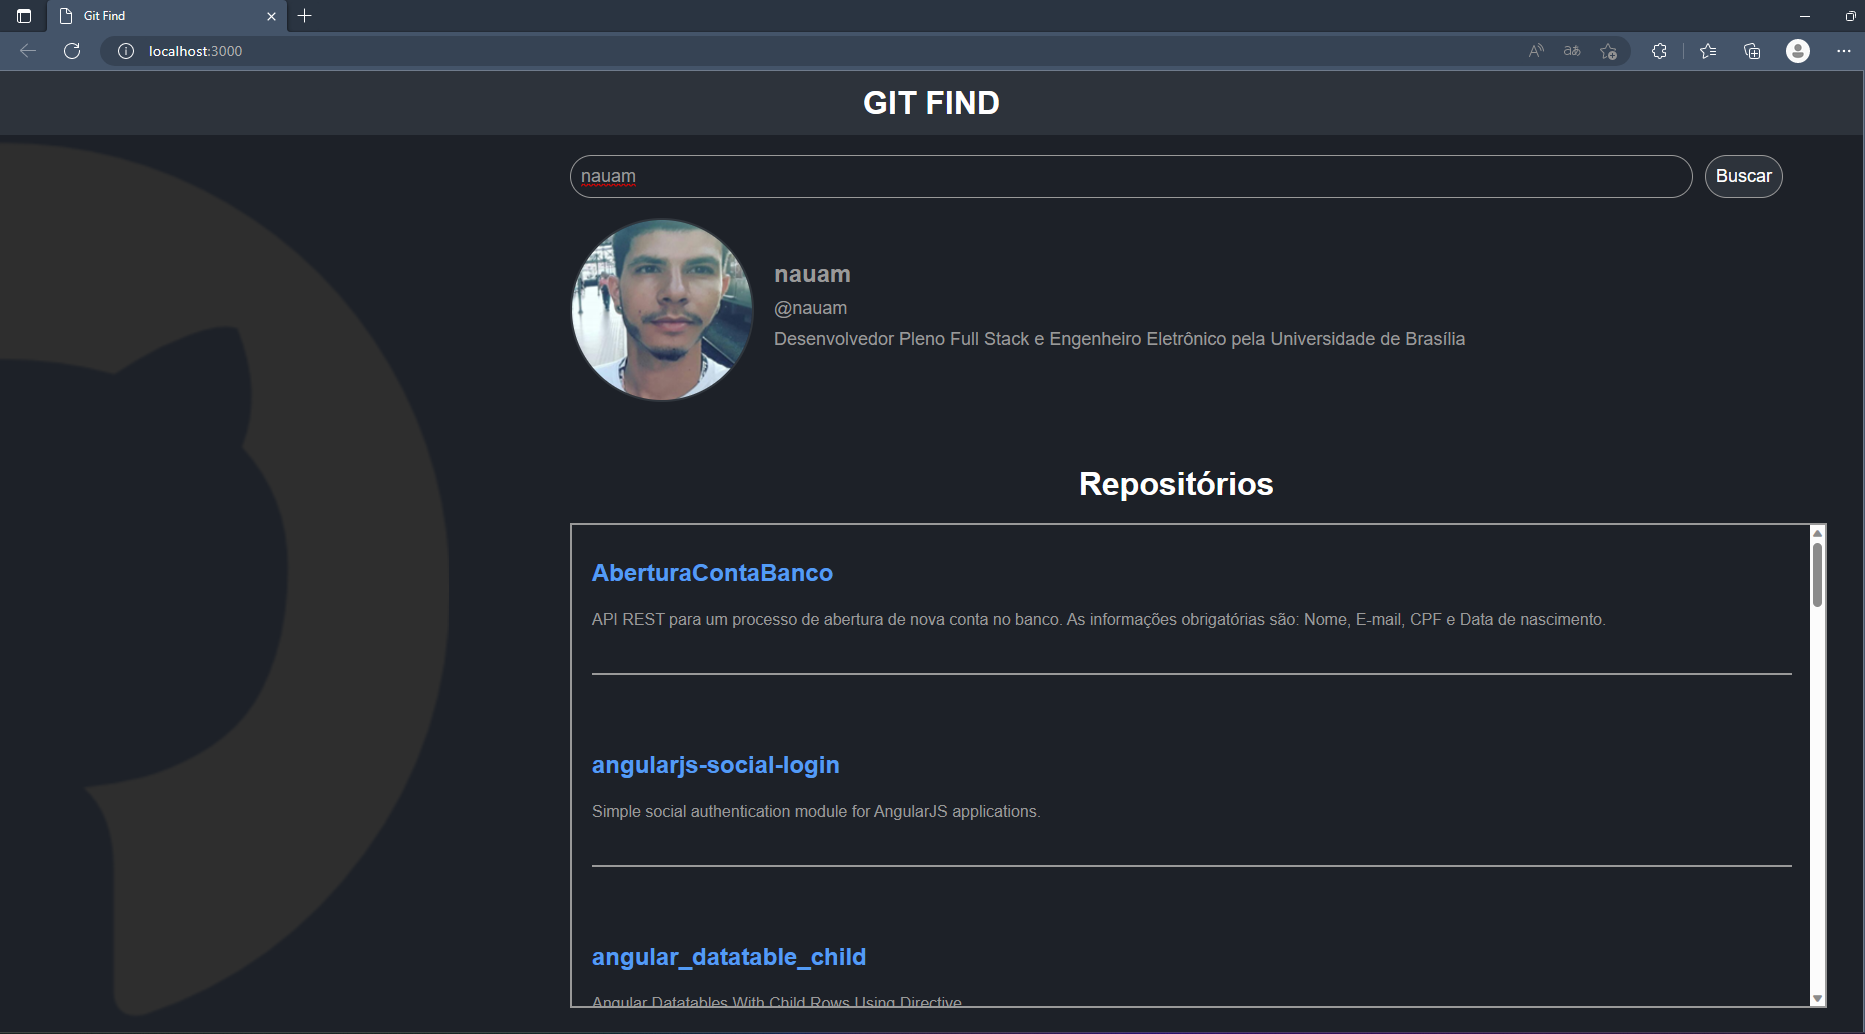 Git Find
localhost:3000
GIT FIND
nauam
Buscar
nauam
@nauam
Desenvolvedor Pleno Full Stack e Engenheiro Eletrônico pela Universidade de Brasília
Repositórios
AberturaContaBanco
API REST para um processo de abertura de nova conta no banco. As informações obrigatórias são: Nome, E-mail, CPF e Data de nascimento.
angularjs-social-login
Simple social authentication module for AngularJS applications.
angular_datatable_child
Angular Datatables With Child Rows Using Directive